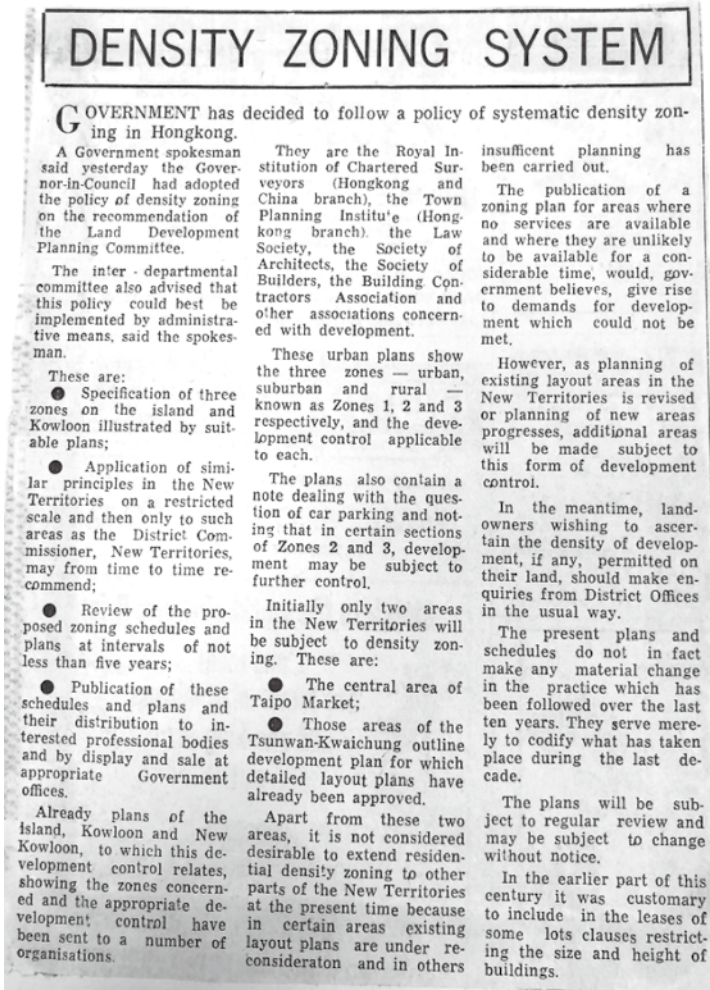 DENSITY ZONING SYSTEM
GOVERNMENT has decided to follow a policy of systematic density zon-
ing in Hongkong.
A Government spokesman
said yesterday the Gover-
nor-in-Council had adopted
the policy of density zoning
on the recommendation of
the Land Development
Planning Committee.
The inter - departmental
committee also advised that
this policy could best be
implemented by administra-
tive means, said the spokes-
man.
These are:
● Specification of three
zones on the island and
Kowloon illustrated by suit-
able plans;
● Application of simi-
lar principles in the New
Territories on a restricted
scale and then only to such
areas as the District Com-
missioner, New Territories,
may from time to time re-
commend;
● Review of the pro-
posed zoning schedules and
plans at intervals of not
less than five years;
● Publication of these
schedules and plans and
their distribution to in-
terested professional bodies
and by display and sale at
appropriate Government
offices.
Already plans of the
Island, Kowloon and New
Kowloon, to which this de-
velopment control relates,
showing the zones concern-
ed and the appropriate de-
velopment control have
been sent to a number of
organisations.
They are the Royal In-
stitution of Chartered Sur-
veyors (Hongkong and
China branch), the Town
Planning Institu'e (Hong-
kong branch), the Law
Society, the Society of
Architects, the Society of
Builders, the Building Con-
tractors Association and
other associations concern-
ed with development.
These urban plans show
the three zones — urban,
suburban and rural —
known as Zones 1, 2 and 3
respectively, and the deve-
lopment control applicable
to each.
The plans also contain a
note dealing with the ques-
tion of car parking and not-
ing that in certain sections
of Zones 2 and 3, develop-
ment may be subject to
further control.
Initially only two areas
in the New Territories will
be subject to density zon-
ing. These are:
● The central area of
Taipo Market;
● Those areas of the
Tsunwan-Kwaichung outline
development plan for which
detailed layout plans have
already been approved.
Apart from these two
areas, it is not considered
desirable to extend residen-
tial density zoning to other
parts of the New Territories
at the present time because
in certain areas existing
layout plans are under re-
consideraton and in others
insufficent planning has
been carried out.
The publication of a
zoning plan for areas where
no services are available
and where they are unlikely
to be available for a con-
siderable time, would, gov-
ernment believes, give rise
to demands for develop-
ment which could not be
met.
However, as planning of
existing layout areas in the
New Territories is revised
or planning of new areas
progresses, additional areas
will be made subject to
this form of development
control.
In the meantime, land-
owners wishing to ascer-
tain the density of develop-
ment, if any, permitted on
their land, should make en-
quiries from District Offices
in the usual way.
The present plans and
schedules do not in fact
make any material change
in the practice which has
been followed over the last
ten years. They serve mere-
ly to codify what has taken
place during the last de-
cade.
The plans will be sub-
ject to regular review and
may be subject to change
without notice.
In the earlier part of this
century it was customary
to include in the leases of
some lots clauses restrict-
ing the size and height of
buildings.